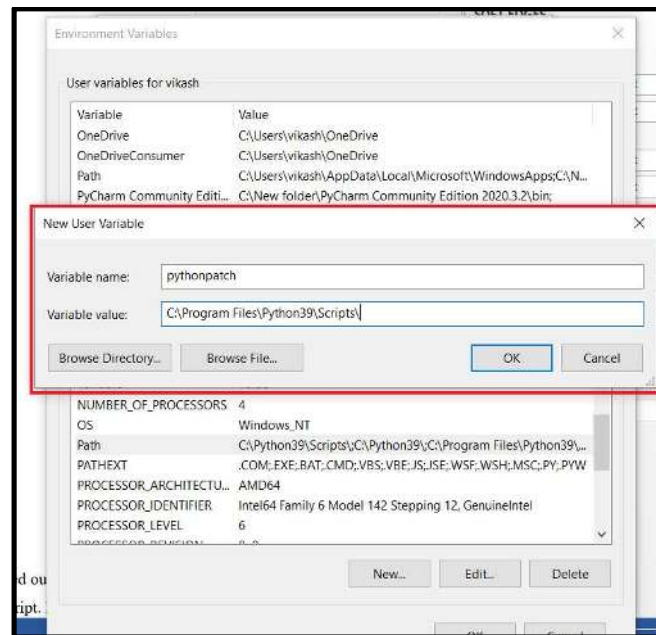 Environment Variables
User variables for vikash
Variable Value
OneDrive C:\Users\vikash\OneDrive
OneDriveConsumer C:\Users\vikash\OneDrive
Path C:\Users\vikash\AppData\Local\Microsoft\WindowsApps;C:\N...
PyCharm Community Editi... C:\New folder\PyCharm Community Edition 2020.3.2\bin;
New User Variable
Variable name: pythonpatch
Variable value: C:\Program Files\Python39\Scripts\
Browse Directory... Browse File... OK Cancel
NUMBER_OF_PROCESSORS 4
OS Windows_NT
Path C:\Python39\Scripts\;C:\Python39\;C:\Program Files\Python39\...
PATHEXT .COM;.EXE;.BAT;.CMD;.VBS;.VBE;.JS;.JSE;.WSF;.WSH;.MSC;.PY;.PYW
PROCESSOR_ARCHITECTU... AMD64
PROCESSOR_IDENTIFIER Intel64 Family 6 Model 142 Stepping 12, GenuineIntel
PROCESSOR_LEVEL 6
New... Edit... Delete